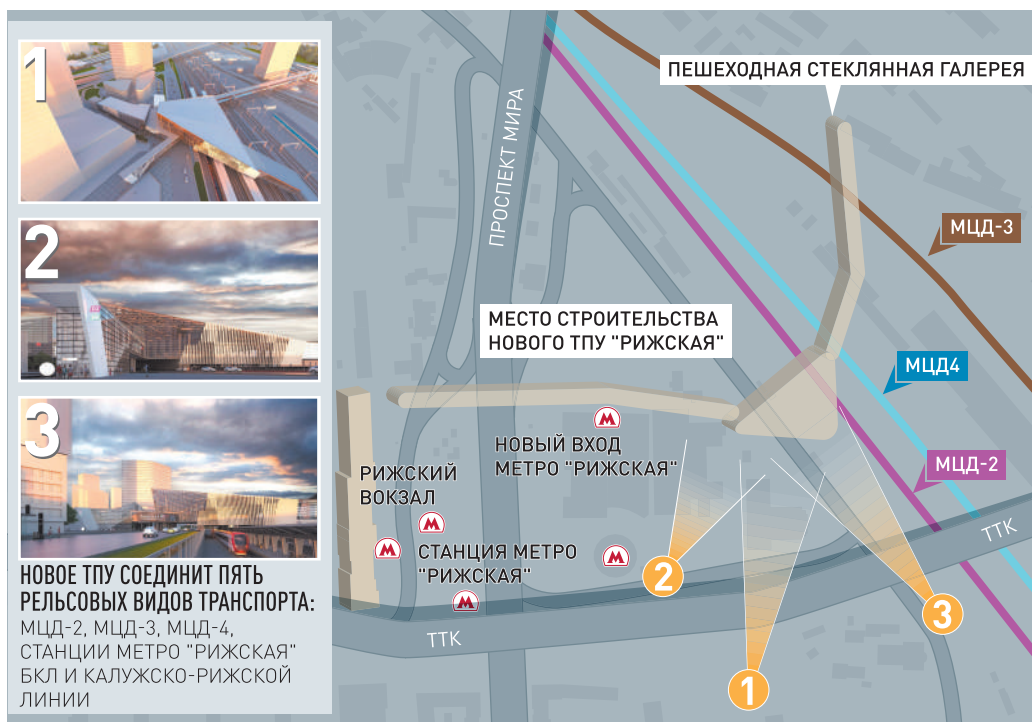 1
2
3
НОВОЕ ТПУ СОЕДИНИТ ПЯТЬ
РЕЛЬСОВЫХ ВИДОВ ТРАНСПОРТА:
МЦД-2, МЦД-3, МЦД-4,
СТАНЦИИ МЕТРО "РИЖСКАЯ"
БКЛ И КАЛУЖСКО-РИЖСКОЙ
ЛИНИИ
ПЕШЕХОДНАЯ СТЕКЛЯННАЯ ГАЛЕРЕЯ
ПРОСПЕКТ МИРА
МЦД-3
МЕСТО СТРОИТЕЛЬСТВА
НОВОГО ТПУ "РИЖСКАЯ"
МЦД4
М
НОВЫЙ ВХОД
МЕТРО "РИЖСКАЯ"
МЦД-2
РИЖСКИЙ
ВОКЗАЛ
М
М
СТАНЦИЯ МЕТРО
"РИЖСКАЯ"
М
М
ТТК
ТТК
2
3
1